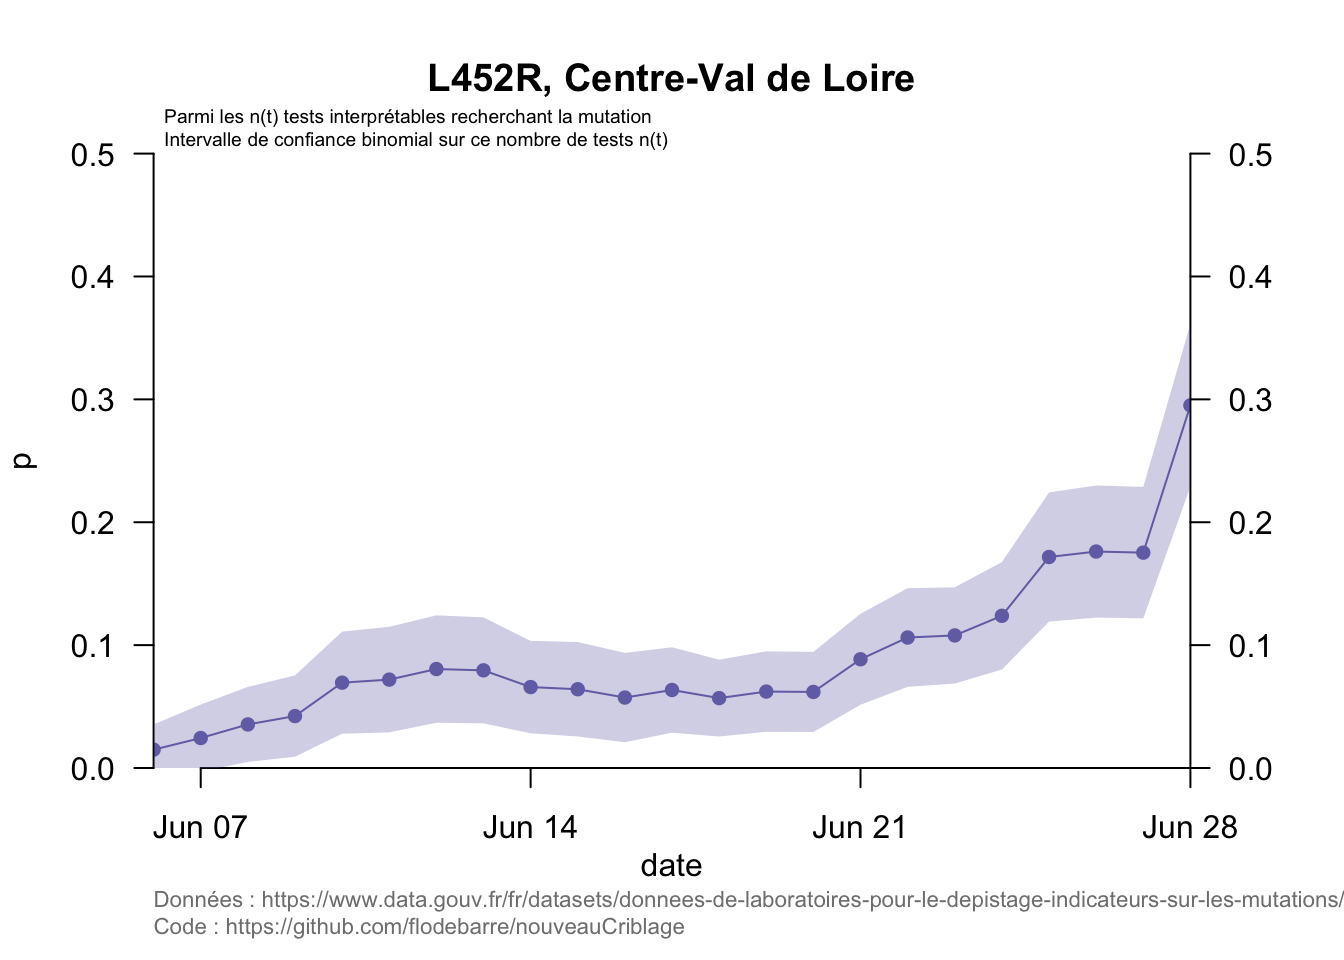 L452R, Centre-Val de Loire
Parmi les n(t) tests interprétables recherchant la mutation
Intervalle de confiance binomial sur ce nombre de tests n(t)
0.5
0.5
0.4
0.4
0.3
0.3
p
0.2
0.2
0.1
0.1
0.0
0.0
Jun 07
Jun 14
Jun 21
Jun 28
date
Données : https://www.data.gouv.fr/fr/datasets/donnees-de-laboratoires-pour-le-depistage-indicateurs-sur-les-mutations/
Code : https://github.com/flodebarre/nouveauCriblage